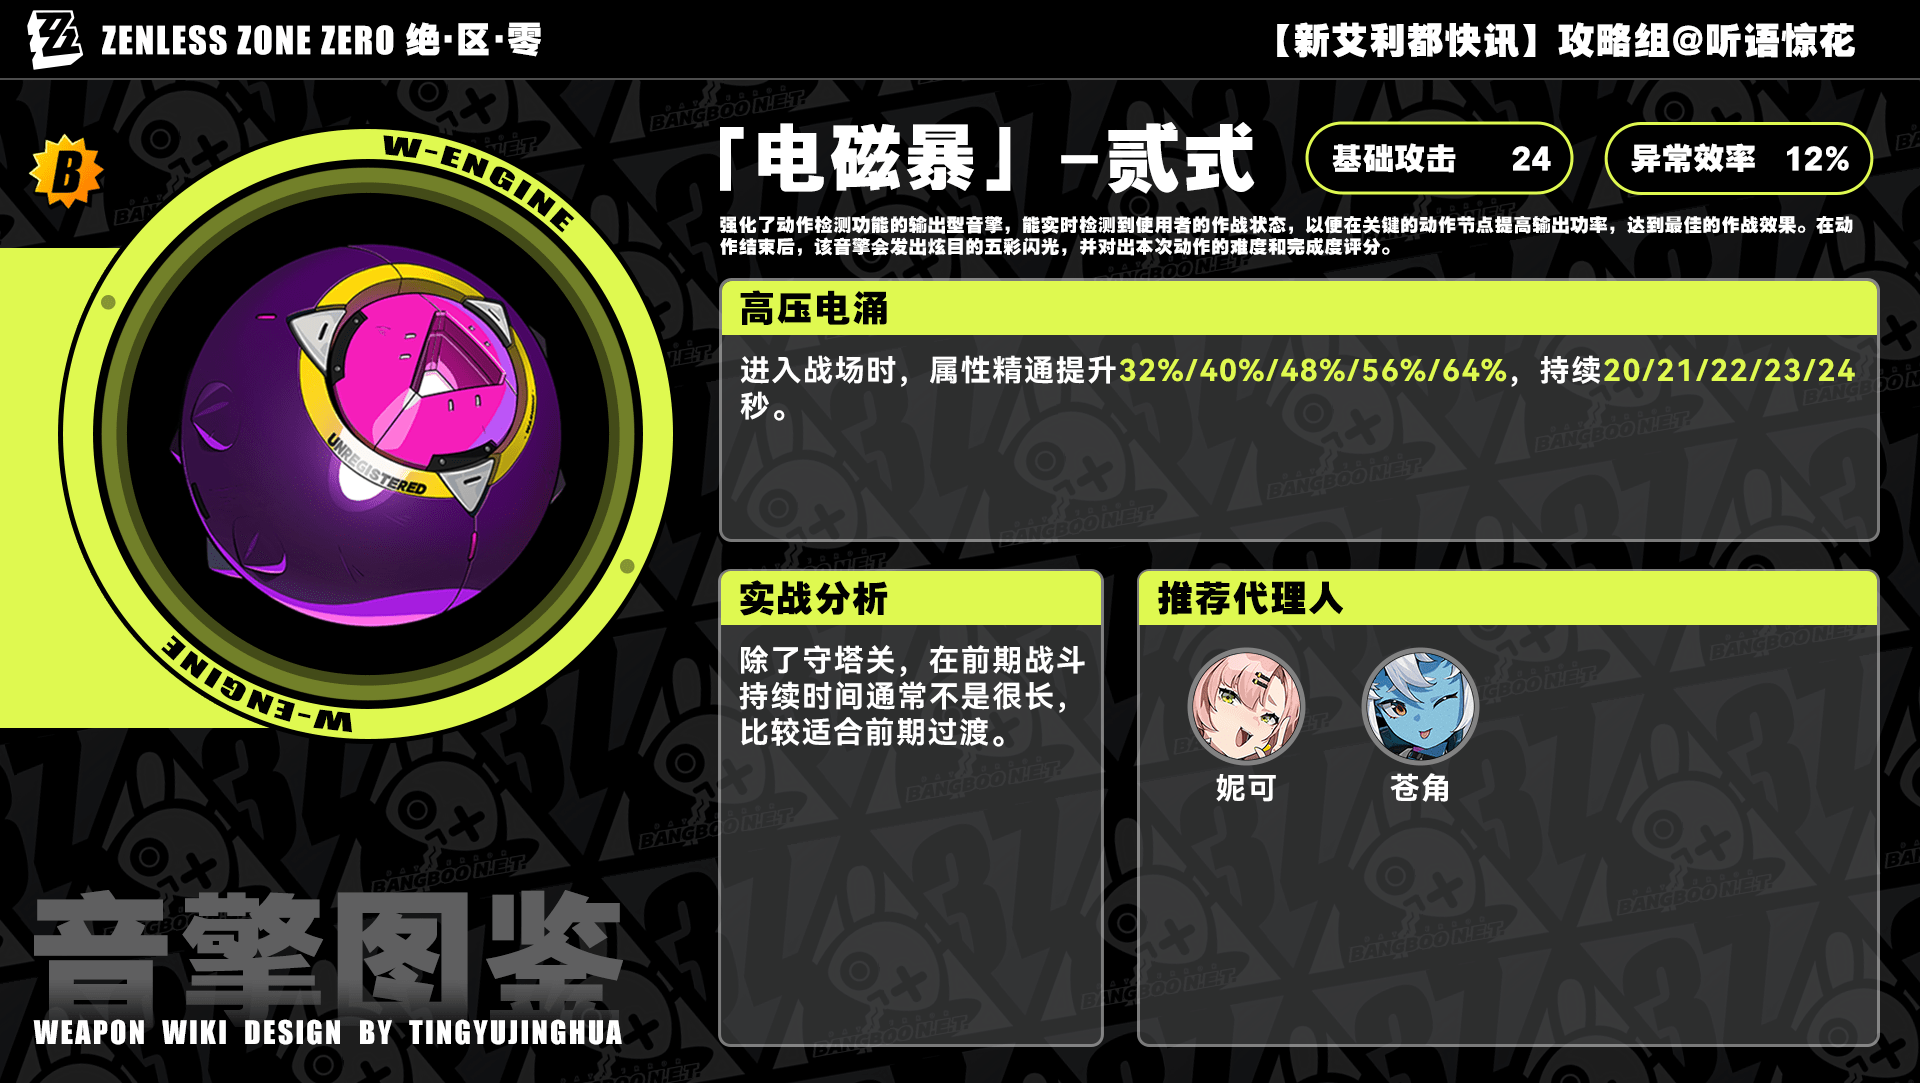 ZENLESS ZONE ZERO 绝·区·零
【新艾利都快讯】攻略组@听语惊花
B
W-ENGINE
UNREGISTERED
W-ENGINE
「电磁暴」-贰式
基础攻击 24
异常效率 12%
强化了动作检测功能的输出型音擎，能实时检测到使用者的作战状态，以便在关键的动作节点提高输出功率，达到最佳的作战效果。在动
作结束后，该音擎会发出炫目的五彩闪光，并对出本次动作的难度和完成度评分。
高压电涌
进入战场时，属性精通提升32%/40%/48%/56%/64%，持续20/21/22/23/24
秒。
实战分析
除了守塔关，在前期战斗
持续时间通常不是很长，
比较适合前期过渡。
推荐代理人
妮可
苍角
音擎图鉴
WEAPON WIKI DESIGN BY TINGYUJINGHUA